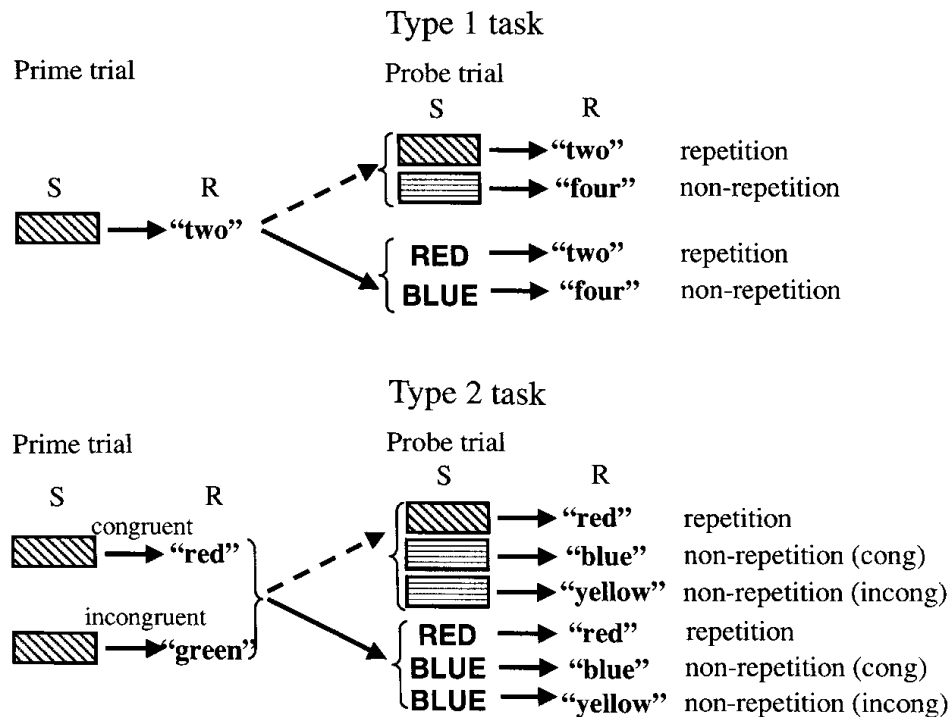 Type 1 task
Prime trial
Probe trial
S R
"two" repetition
S R
"four" non-repetition
"two"
RED "two" repetition
BLUE "four" non-repetition
Type 2 task
Prime trial
Probe trial
S R
S R
congruent
"red" repetition
"red"
"blue" non-repetition (cong)
"yellow" non-repetition (incong)
incongruent
RED "red" repetition
"green"
BLUE "blue" non-repetition (cong)
BLUE "yellow" non-repetition (incong)